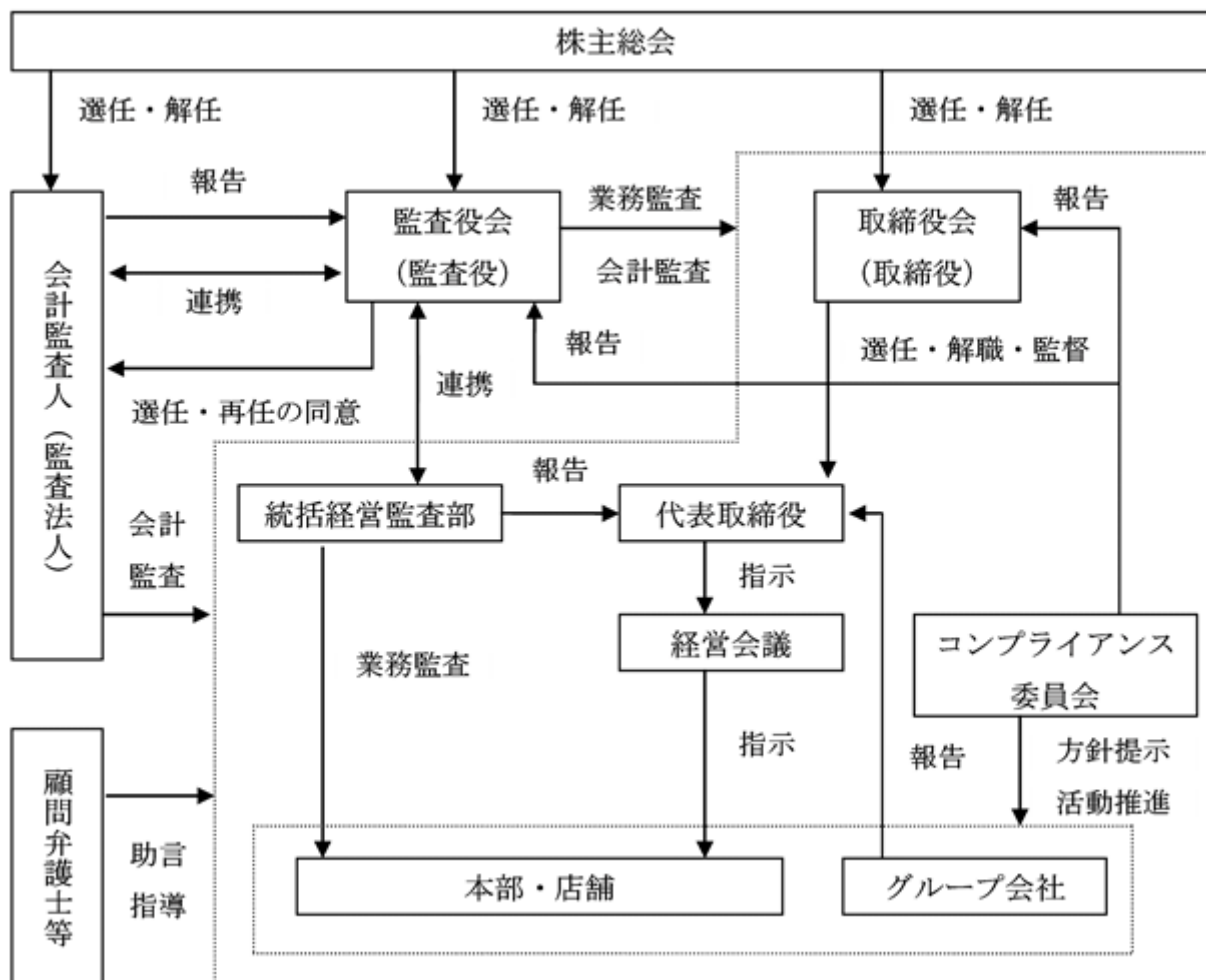 株主総会
選任・解任
選任・解任
選任・解任
報告
監査役会
(監査役)
業務監査
会計監査
取締役会
(取締役)
報告
連携
会計監査人(監査法人)
報告
選任・解職・監督
連携
選任・再任の同意
報告
統括経営監査部
代表取締役
会計
監査
指示
経営会議
コンプライアンス
委員会
業務監査
指示
報告
方針提示
活動推進
顧問弁護士等
助言
指導
本部・店舗
グループ会社